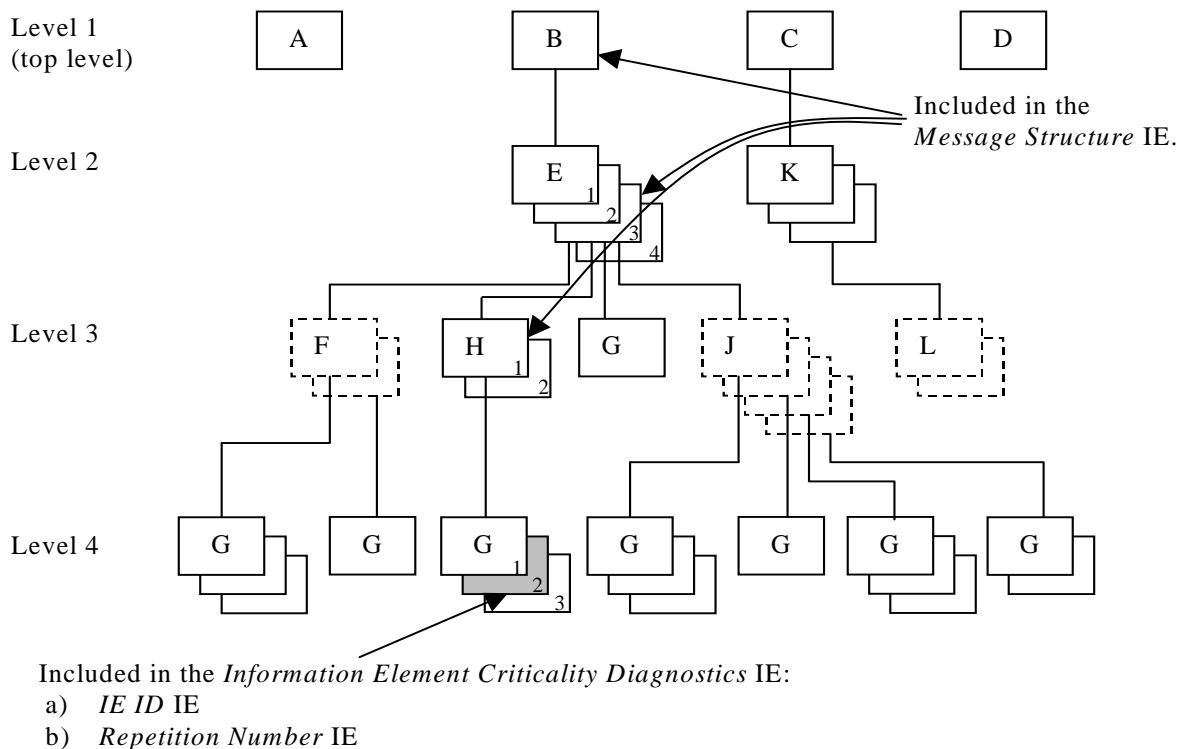 Level 1
(top level)
A
B
C
D
Included in the
Message Structure IE.
Level 2
E
1
2
3
4
K
Level 3
F
H
1
2
G
J
L
Level 4
G
G
G
1
2
3
G
G
G
G
Included in the Information Element Criticality Diagnostics IE:
a) IE ID IE
b) Repetition Number IE